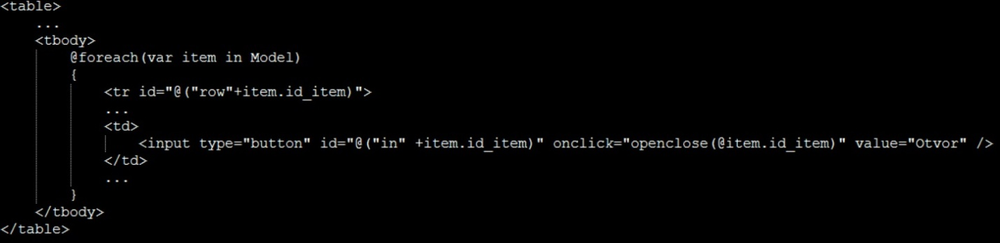 <table>
...
<tbody>
@foreach(var item in Model)
{
<tr id="@("row"+item.id_item)">
...
<td>
<input type="button" id="@("in" +item.id_item)" onclick="openclose(@item.id_item)" value="Otvor" />
</td>
...
}
</tbody>
</table>